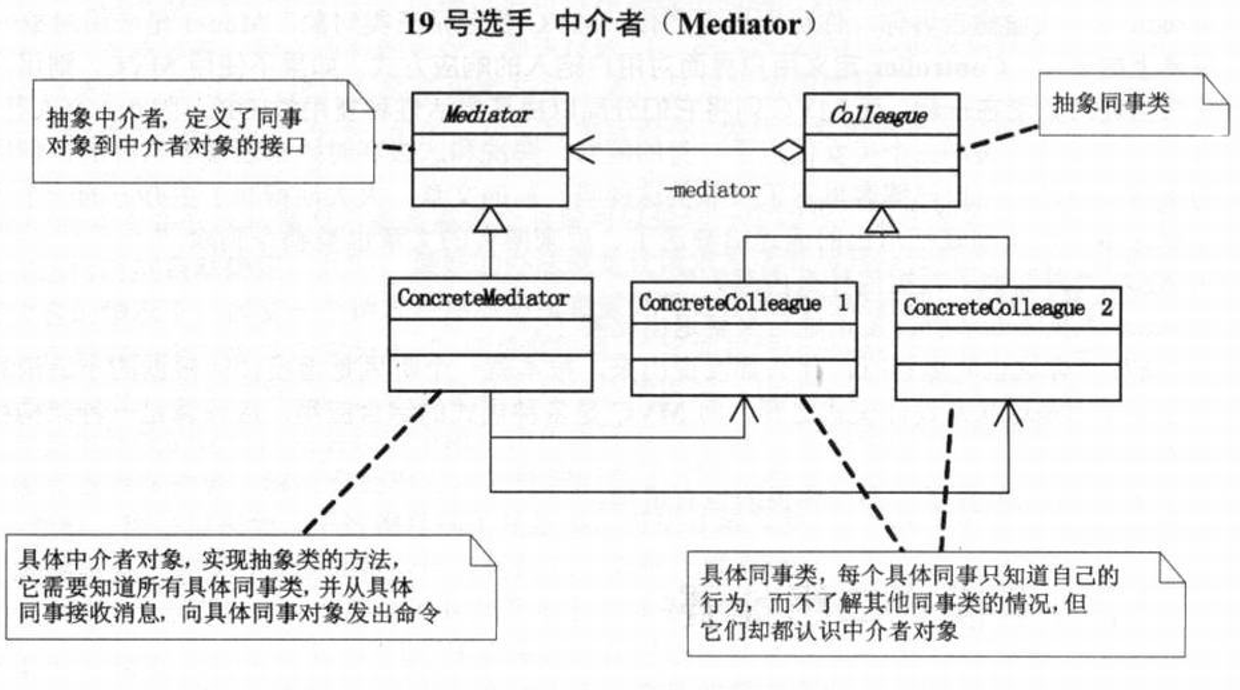 19 号选手 中介者（Mediator）
抽象中介者，定义了同事
对象到中介者对象的接口
Mediator
Colleague
抽象同事类
-mediator
ConcreteMediator
ConcreteColleague 1
ConcreteColleague 2
具体中介者对象，实现抽象类的方法，
它需要知道所有具体同事类，并从具体
同事接收消息，向具体同事对象发出命令
具体同事类，每个具体同事只知道自己的
行为，而不了解其他同事类的情况，但
它们却都认识中介者对象